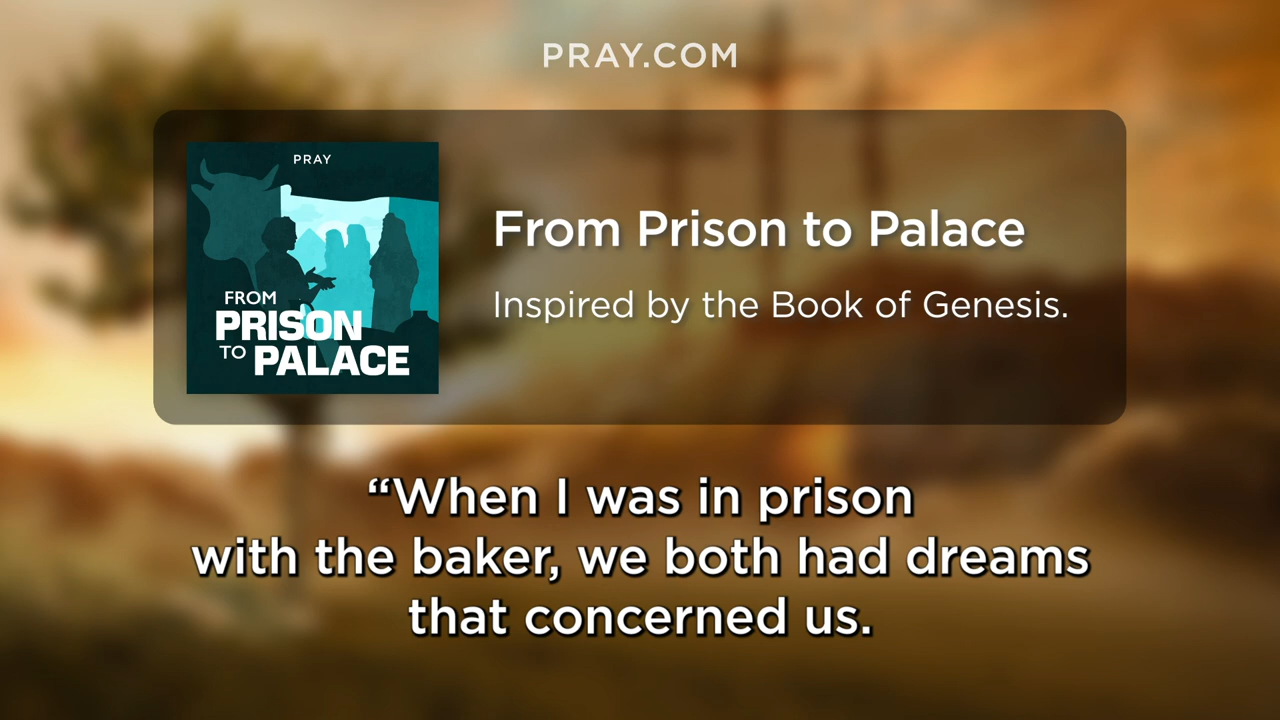 PRAY.COM
PRAY
FROM
PRISON
TO PALACE
From Prison to Palace
Inspired by the Book of Genesis.
“When I was in prison
with the baker, we both had dreams
that concerned us.